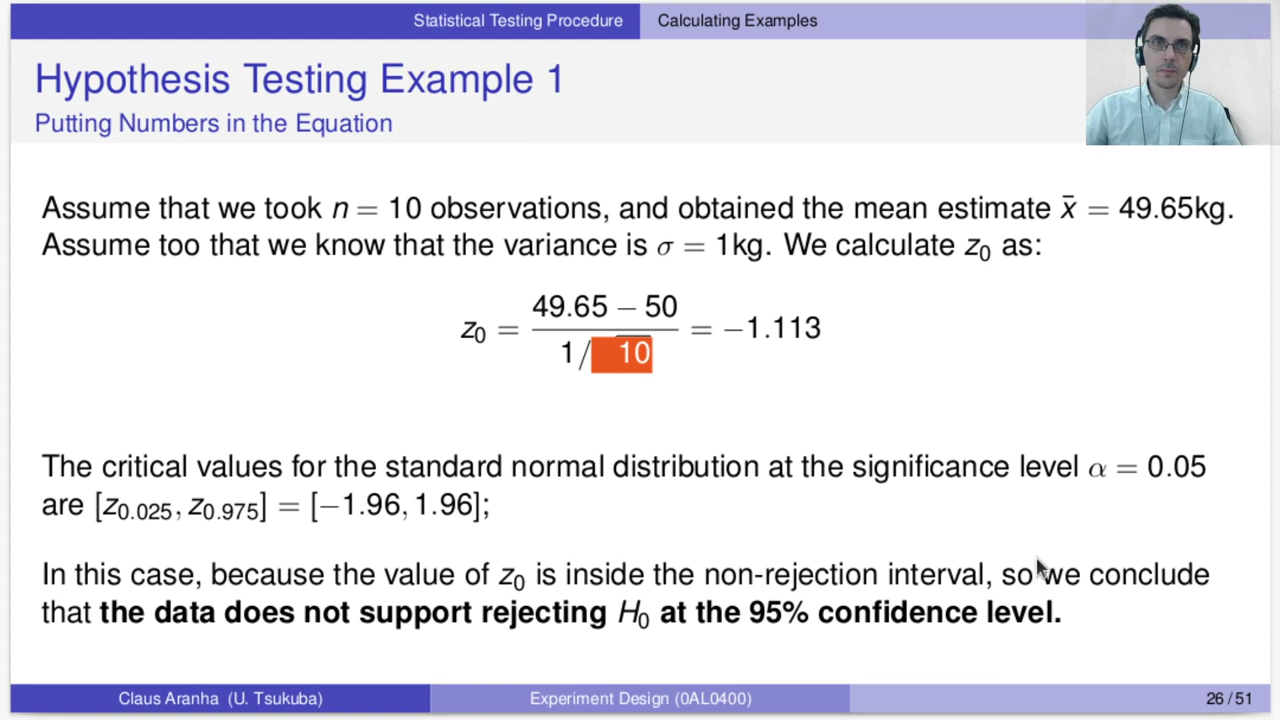 Statistical Testing Procedure Calculating Examples
Hypothesis Testing Example 1
Putting Numbers in the Equation
Assume that we took n = 10 observations, and obtained the mean estimate x̄ = 49.65kg.
Assume too that we know that the variance is σ = 1kg. We calculate z₀ as:
z₀ = (49.65 − 50) / (1/ 10) = −1.113
The critical values for the standard normal distribution at the significance level α = 0.05
are [z₀.₀₂₅, z₀.₉₇₅] = [−1.96, 1.96];
In this case, because the value of z₀ is inside the non-rejection interval, so we conclude
that the data does not support rejecting H₀ at the 95% confidence level.
Claus Aranha (U. Tsukuba) Experiment Design (0AL0400) 26 / 51